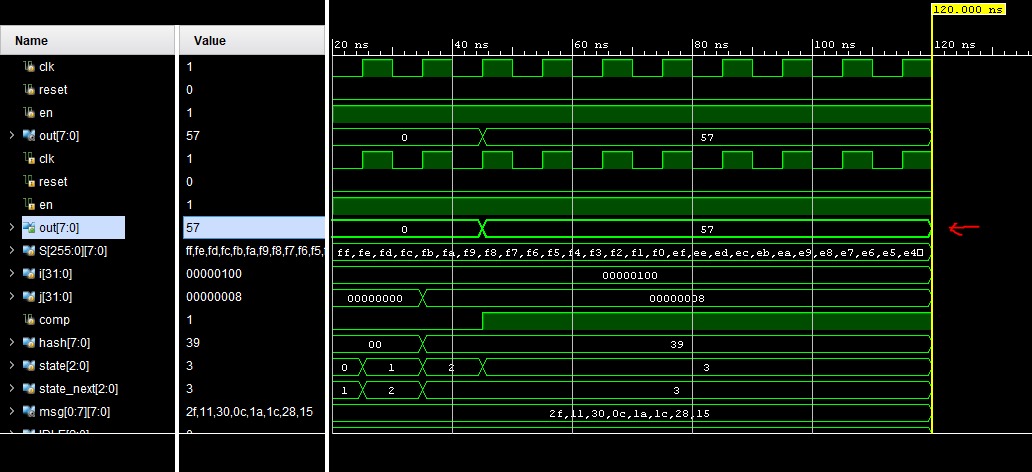 120.000 ns
Name Value 20 ns 40 ns 60 ns 80 ns 100 ns 120 ns
clk 1
reset 0
en 1
out[7:0] 57 0 57
clk 1
reset 0
en 1
out[7:0] 57 0 57
S[255:0][7:0] ff,fe,fd,fc,fb,fa,f9,f8,f7,f6,f5, ff,fe,fd,fc,fb,fa,f9,f8,f7,f6,f5,f4,f3,f2,f1,f0,ef,ee,ed,ec,eb,ea,e9,e8,e7,e6,e5,e4
i[31:0] 00000100 00000100
j[31:0] 00000008 00000000 00000008
comp 1
hash[7:0] 39 00 39
state[2:0] 3 0 1 2 3
state_next[2:0] 3 1 2 3
msg[0:7][7:0] 2f,11,30,0c,1a,1c,28,15 2f,11,30,0c,1a,1c,28,15